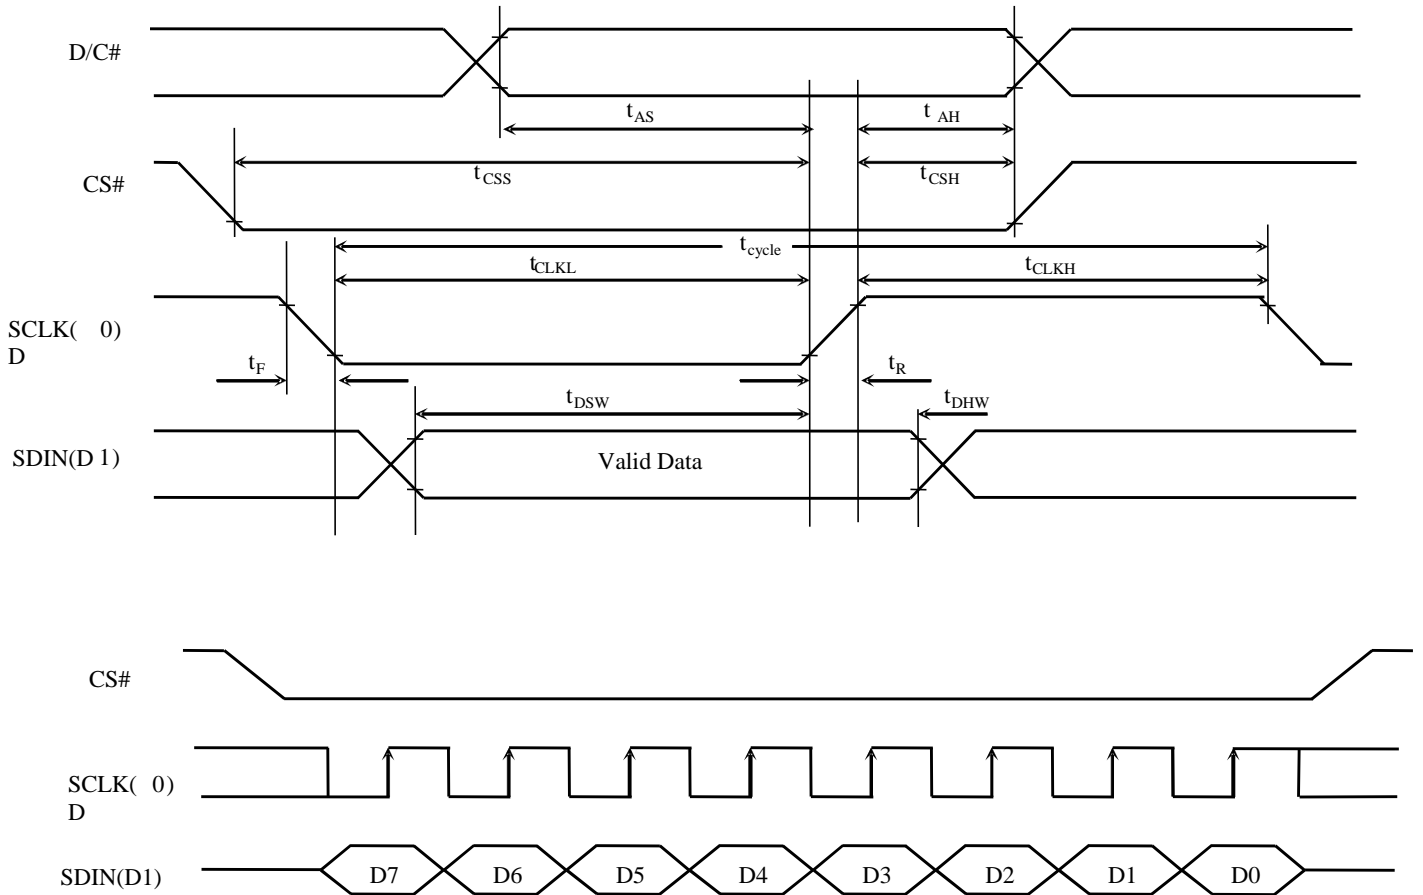 D/C#
tAS
t AH
CS#
tCSS
tCSH
tcycle
tCLKL
tCLKH
SCLK( 0)
D
tF
tR
tDSW
tDHW
SDIN(D 1)
Valid Data
CS#
SCLK( 0)
D
SDIN(D1)
D7 D6 D5 D4 D3 D2 D1 D0